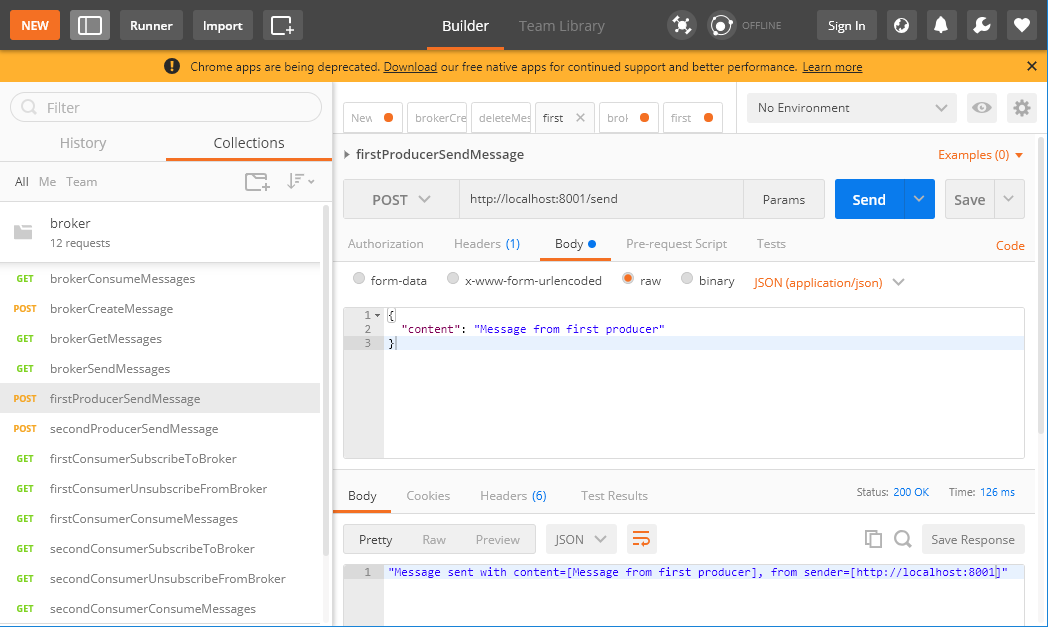 NEW Runner Import Builder Team Library OFFLINE Sign In
Chrome apps are being deprecated. Download our free native apps for continued support and better performance. Learn more
Filter
History Collections
All Me Team
broker
12 requests
GET brokerConsumeMessages
POST brokerCreateMessage
GET brokerGetMessages
GET brokerSendMessages
POST firstProducerSendMessage
POST secondProducerSendMessage
GET firstConsumerSubscribeToBroker
GET firstConsumerUnsubscribeFromBroker
GET firstConsumerConsumeMessages
GET secondConsumerSubscribeToBroker
GET secondConsumerUnsubscribeFromBroker
GET secondConsumerConsumeMessages
New brokerCre deleteMes first brok first No Environment
firstProducerSendMessage Examples (0)
POST http://localhost:8001/send Params Send Save
Authorization Headers (1) Body Pre-request Script Tests Code
form-data x-www-form-urlencoded raw binary JSON (application/json)
1 {
2 "content": "Message from first producer"
3 }
Body Cookies Headers (6) Test Results Status: 200 OK Time: 126 ms
Pretty Raw Preview JSON Save Response
1 "Message sent with content=[Message from first producer], from sender=[http://localhost:8001]"